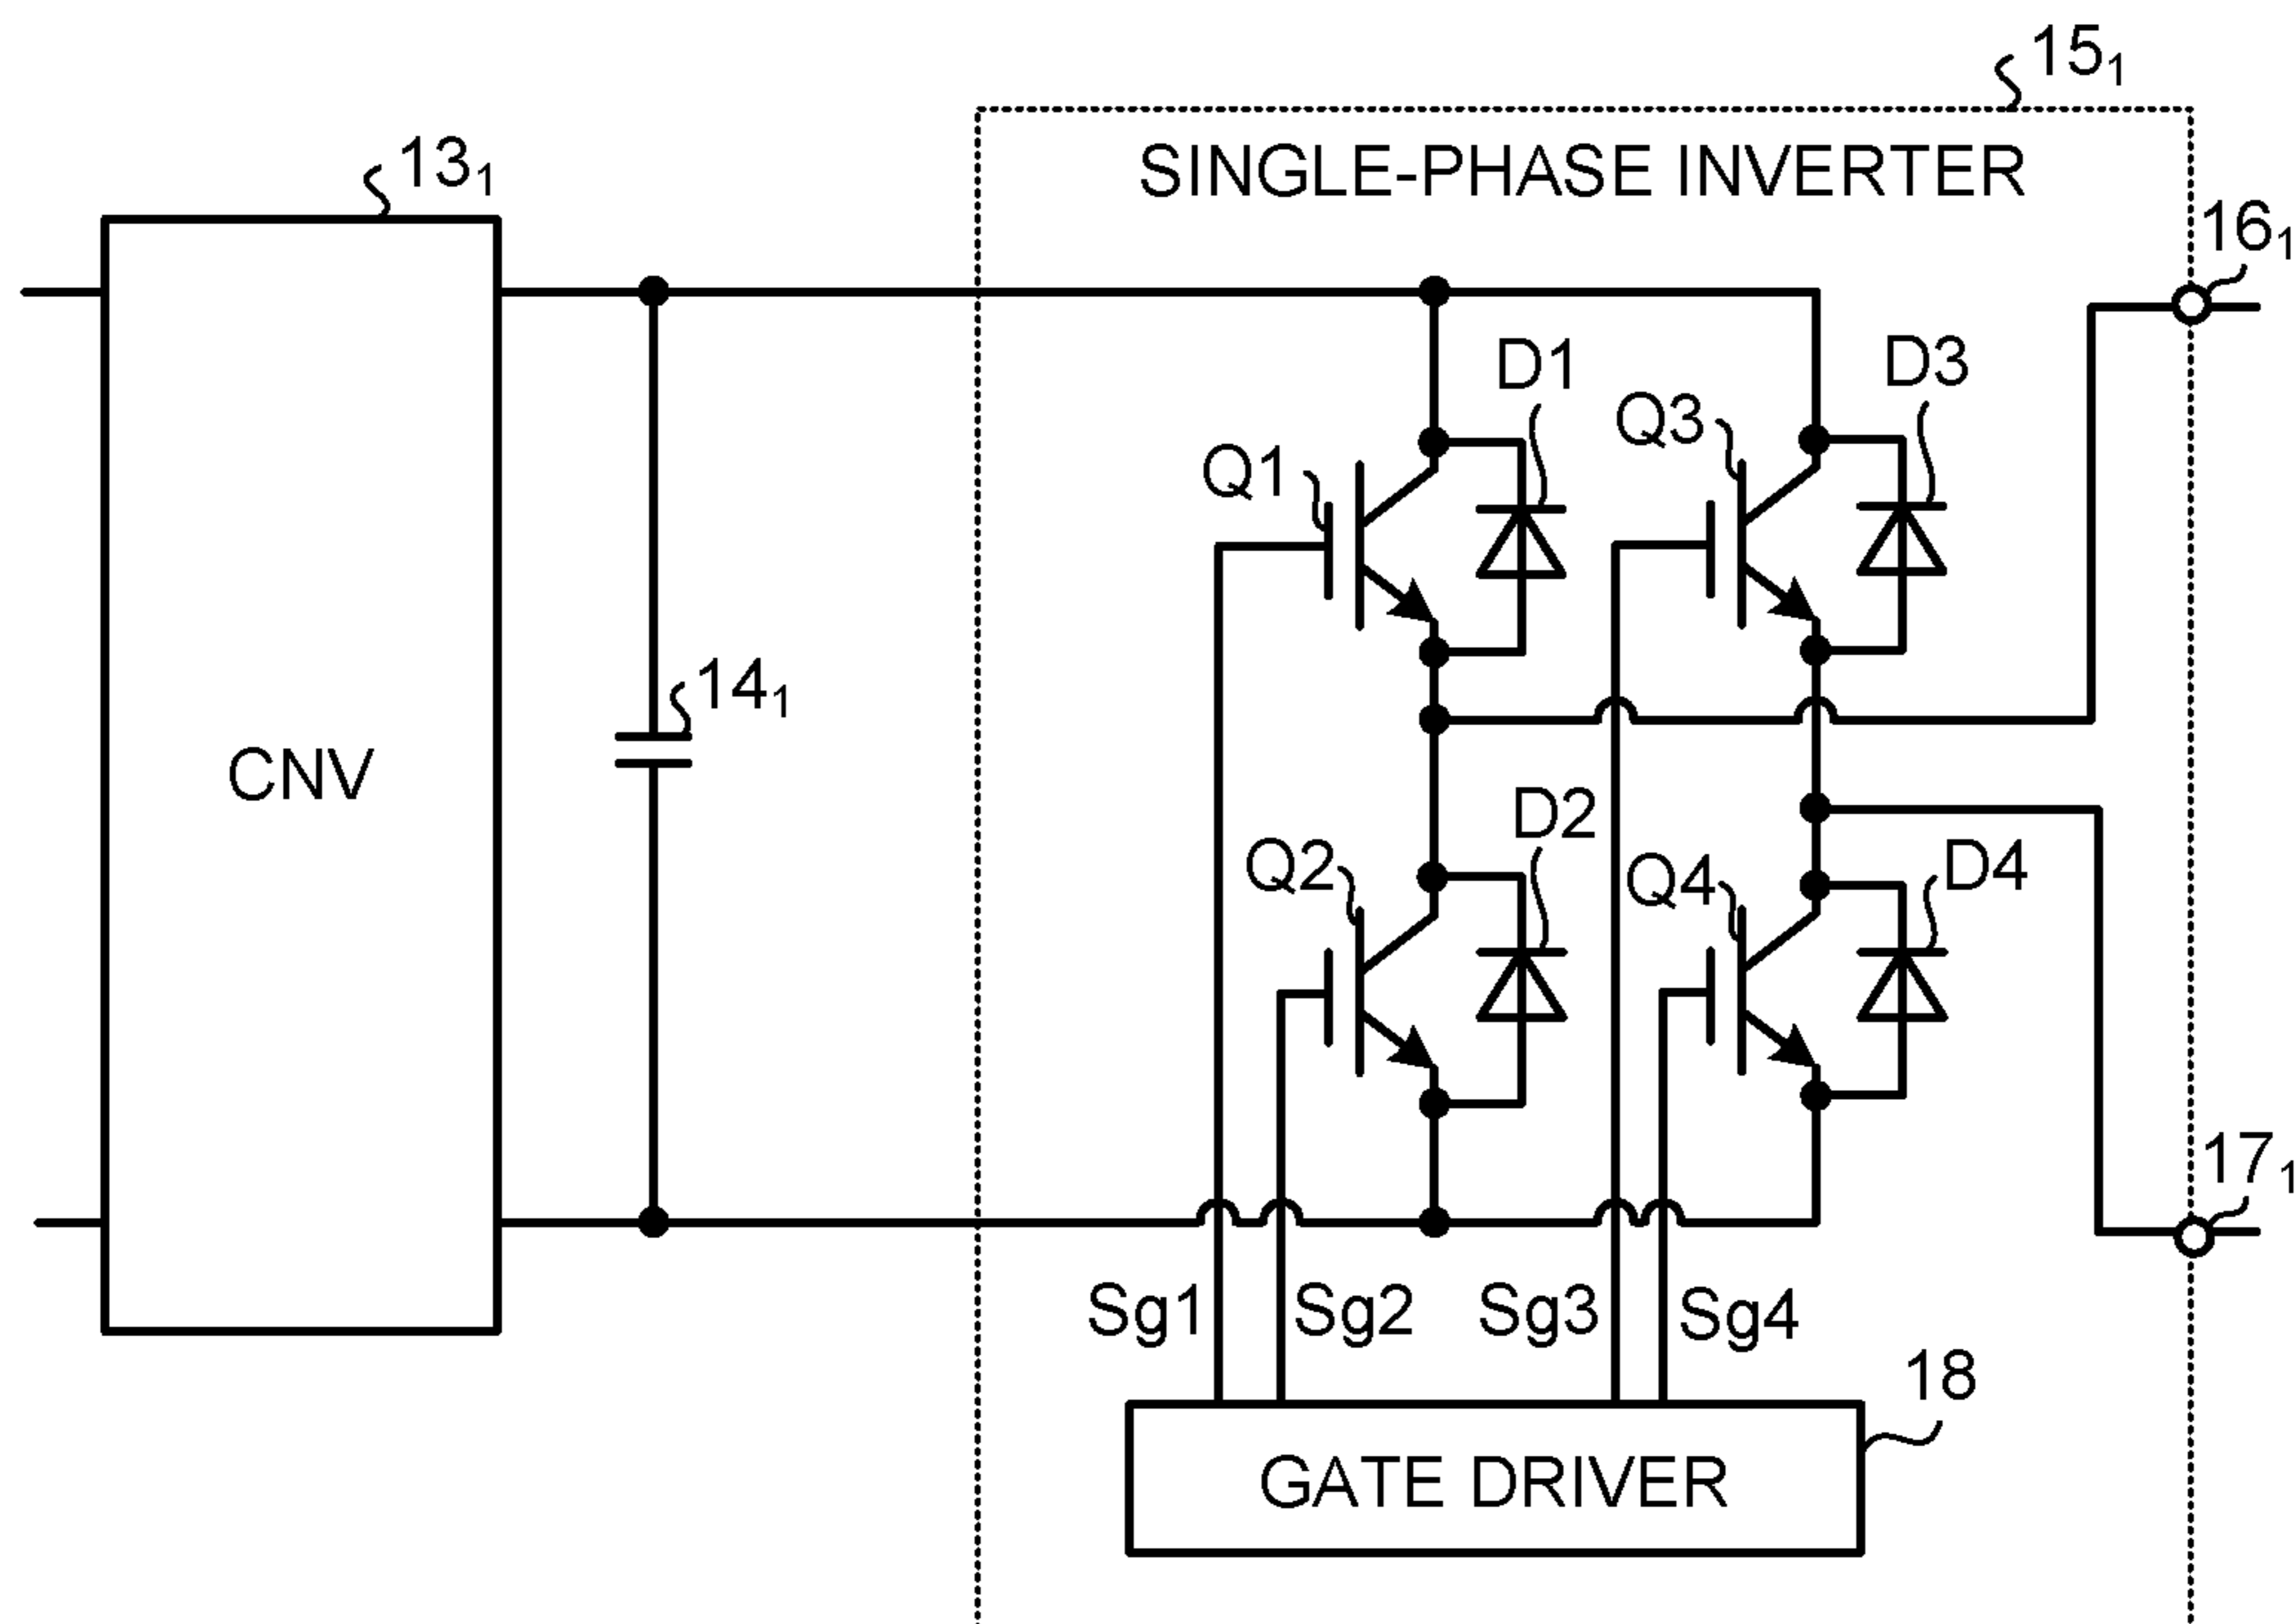 15₁
SINGLE-PHASE INVERTER
13₁
16₁
D1
D3
Q3
Q1
14₁
CNV
D2
Q2
Q4
D4
17₁
Sg1
Sg2
Sg3
Sg4
18
GATE DRIVER